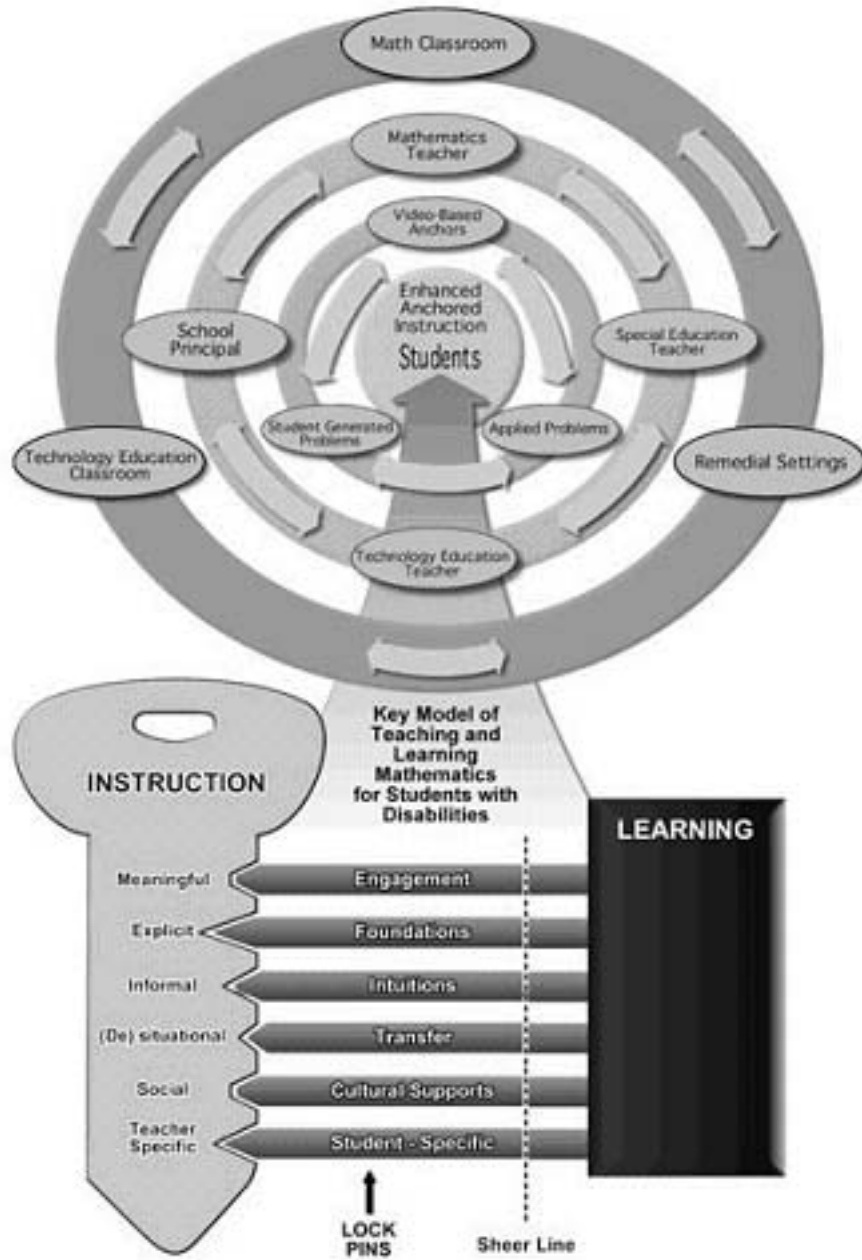 Math Classroom
Mathematics
Teacher
Video-Based
Anchors
Enhanced
Anchored
Instruction
Students
School
Principal
Special Education
Teacher
Student Generated
Problems
Applied Problems
Technology Education
Classroom
Remedial Settings
Technology Education
Teacher
Key Model of
Teaching and
Learning
Mathematics
for Students with
Disabilities
INSTRUCTION
LEARNING
Meaningful
Engagement
Explicit
Foundations
Informal
Intuitions
(De) situational
Transfer
Social
Cultural Supports
Teacher
Specific
Student - Specific
LOCK
PINS
Sheer Line